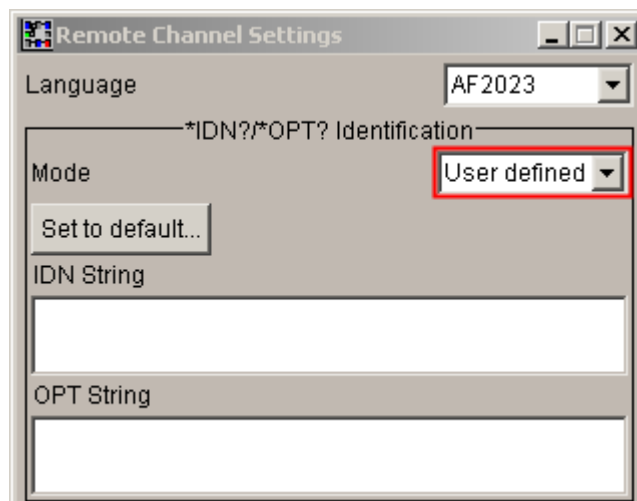 Remote Channel Settings
Language AF2023
*IDN?/*OPT? Identification
Mode User defined
Set to default...
IDN String
OPT String